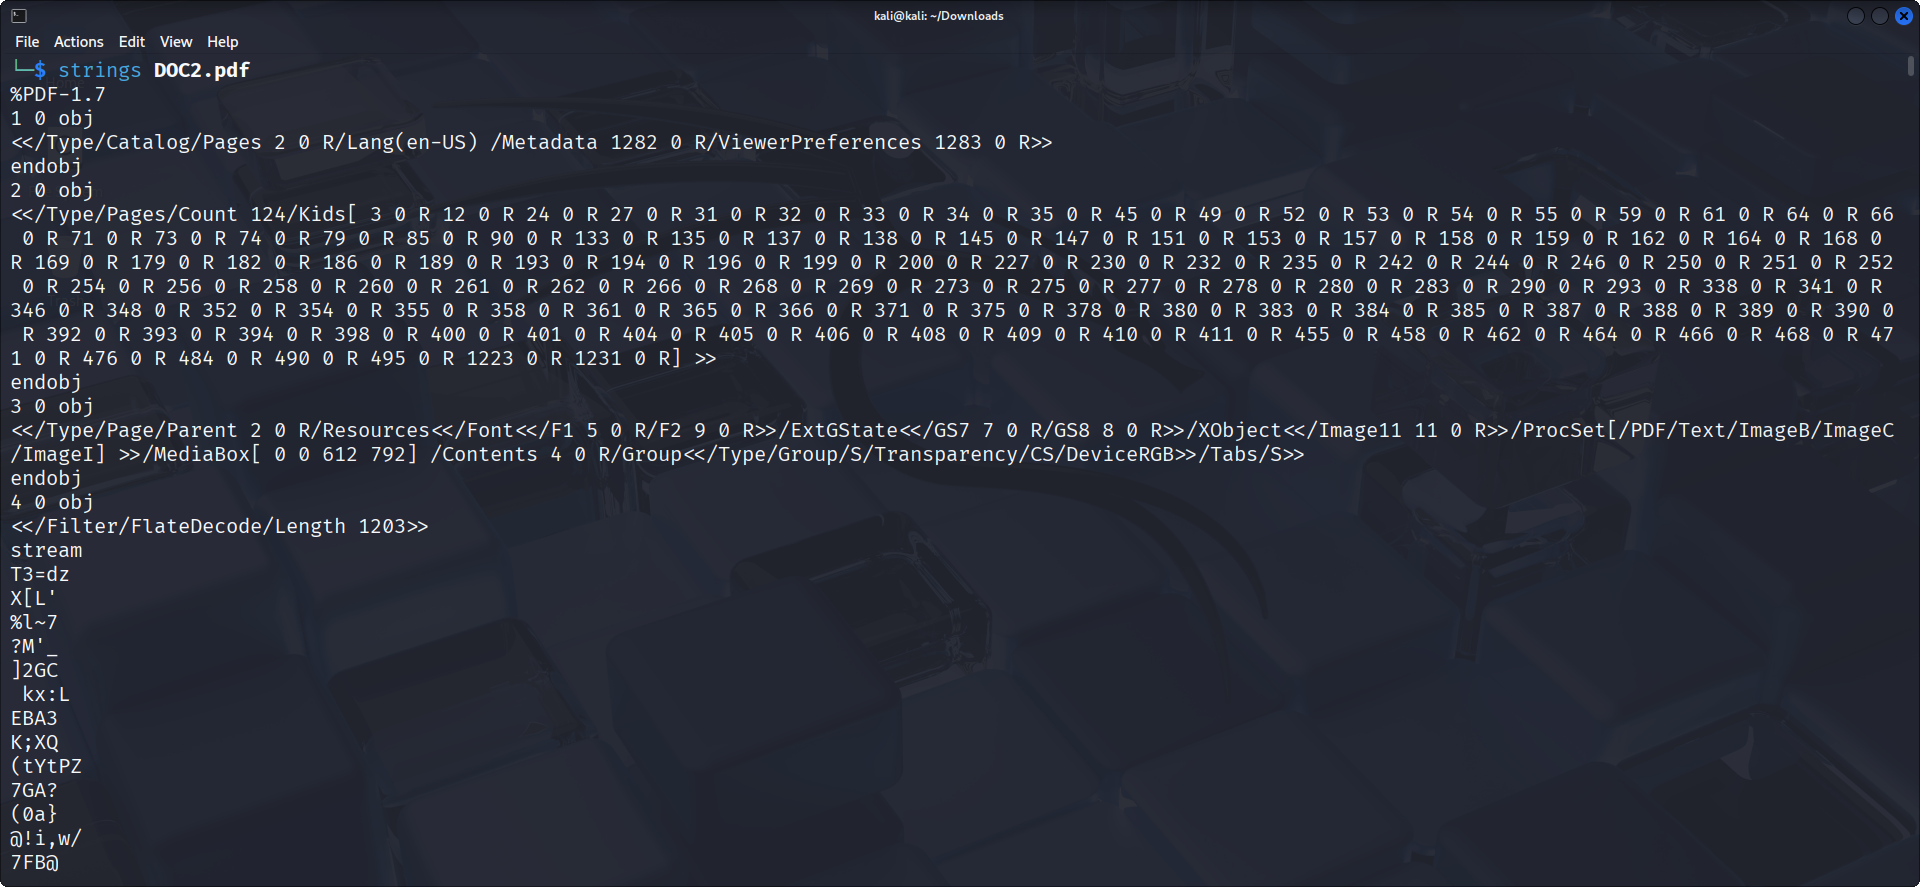 kali@kali: ~/Downloads
File Actions Edit View Help
└─$ strings DOC2.pdf
%PDF-1.7
1 0 obj
<</Type/Catalog/Pages 2 0 R/Lang(en-US) /Metadata 1282 0 R/ViewerPreferences 1283 0 R>>
endobj
2 0 obj
<</Type/Pages/Count 124/Kids[ 3 0 R 12 0 R 24 0 R 27 0 R 31 0 R 32 0 R 33 0 R 34 0 R 35 0 R 45 0 R 49 0 R 52 0 R 53 0 R 54 0 R 55 0 R 59 0 R 61 0 R 64 0 R 66
 0 R 71 0 R 73 0 R 74 0 R 79 0 R 85 0 R 90 0 R 133 0 R 135 0 R 137 0 R 138 0 R 145 0 R 147 0 R 151 0 R 153 0 R 157 0 R 158 0 R 159 0 R 162 0 R 164 0 R 168 0
R 169 0 R 179 0 R 182 0 R 186 0 R 189 0 R 193 0 R 194 0 R 196 0 R 199 0 R 200 0 R 227 0 R 230 0 R 232 0 R 235 0 R 242 0 R 244 0 R 246 0 R 250 0 R 251 0 R 252
 0 R 254 0 R 256 0 R 258 0 R 260 0 R 261 0 R 262 0 R 266 0 R 268 0 R 269 0 R 273 0 R 275 0 R 277 0 R 278 0 R 280 0 R 283 0 R 290 0 R 293 0 R 338 0 R 341 0 R
346 0 R 348 0 R 352 0 R 354 0 R 355 0 R 358 0 R 361 0 R 365 0 R 366 0 R 371 0 R 375 0 R 378 0 R 380 0 R 383 0 R 384 0 R 385 0 R 387 0 R 388 0 R 389 0 R 390 0
 R 392 0 R 393 0 R 394 0 R 398 0 R 400 0 R 401 0 R 404 0 R 405 0 R 406 0 R 408 0 R 409 0 R 410 0 R 411 0 R 455 0 R 458 0 R 462 0 R 464 0 R 466 0 R 468 0 R 47
1 0 R 476 0 R 484 0 R 490 0 R 495 0 R 1223 0 R 1231 0 R] >>
endobj
3 0 obj
<</Type/Page/Parent 2 0 R/Resources<</Font<</F1 5 0 R/F2 9 0 R>>/ExtGState<</GS7 7 0 R/GS8 8 0 R>>/XObject<</Image11 11 0 R>>/ProcSet[/PDF/Text/ImageB/ImageC
/ImageI] >>/MediaBox[ 0 0 612 792] /Contents 4 0 R/Group<</Type/Group/S/Transparency/CS/DeviceRGB>>/Tabs/S>>
endobj
4 0 obj
<</Filter/FlateDecode/Length 1203>>
stream
T3=dz
X[L'
%l~7
?M'_
]2GC
 kx:L
EBA3
K;XQ
(tYtPZ
7GA?
(0a}
@!i,w/
7FB@